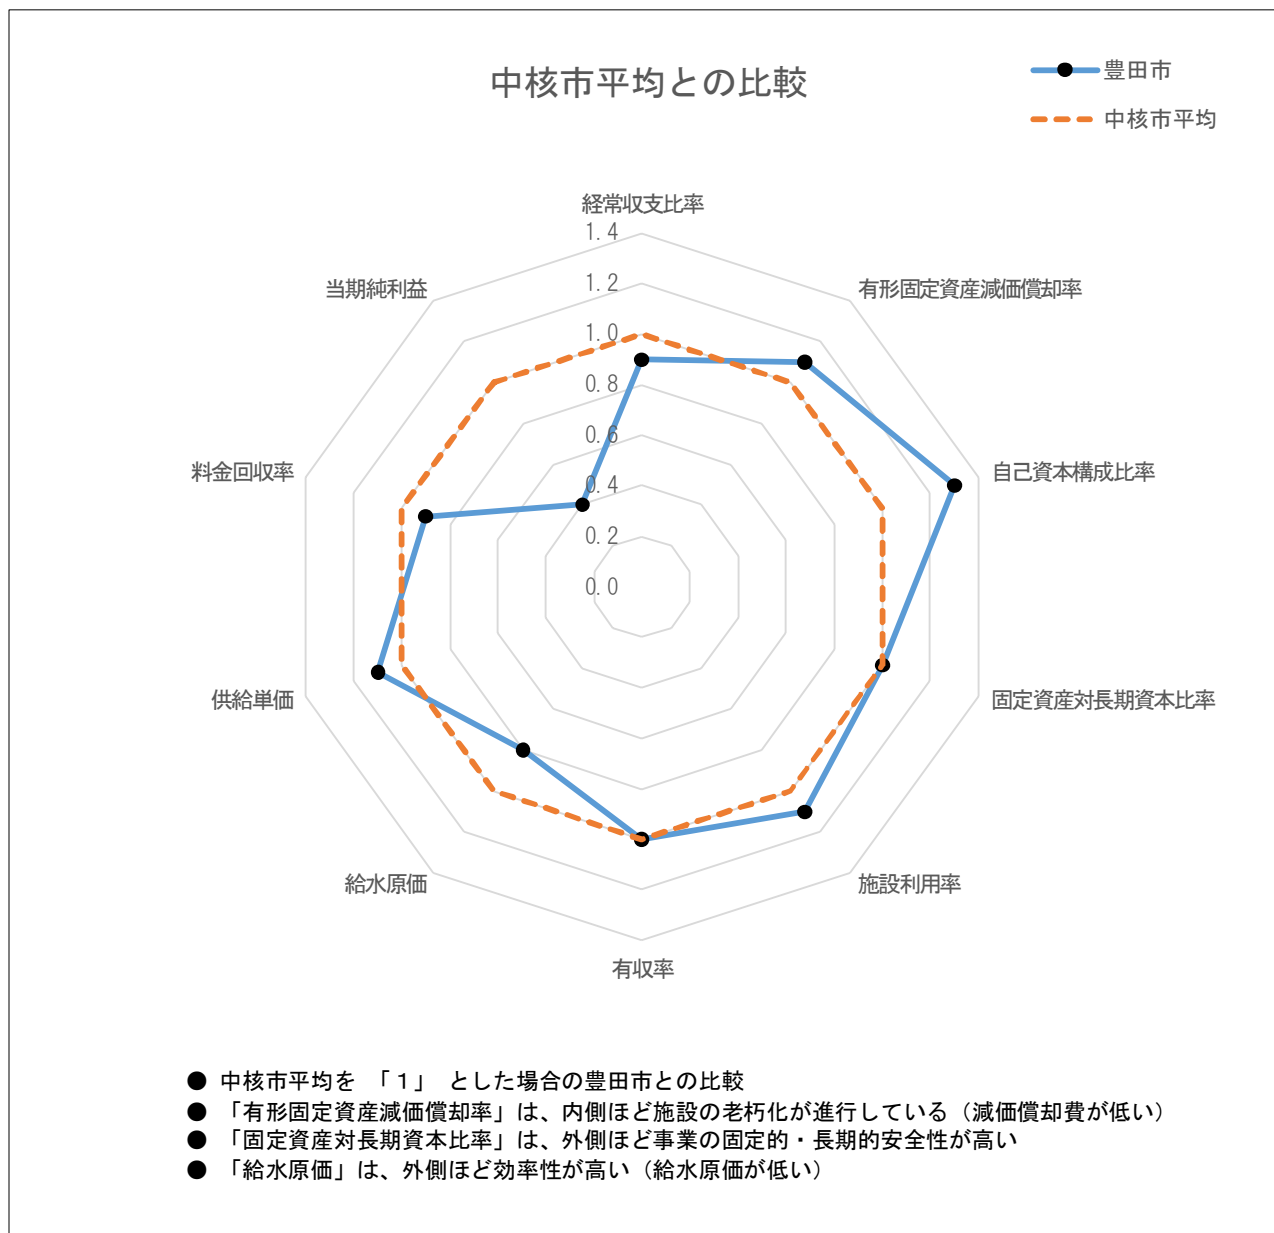 中核市平均との比較
豊田市
中核市平均
経常収支比率
1.4
当期純利益
有形固定資産減価償却率
1.2
1.0
0.8
0.6
料金回収率
自己資本構成比率
0.4
0.2
0.0
供給単価
固定資産対長期資本比率
給水原価
施設利用率
有収率
● 中核市平均を 「１」 とした場合の豊田市との比較
● 「有形固定資産減価償却率」は、内側ほど施設の老朽化が進行している（減価償却費が低い）
● 「固定資産対長期資本比率」は、外側ほど事業の固定的・長期的安全性が高い
● 「給水原価」は、外側ほど効率性が高い（給水原価が低い）